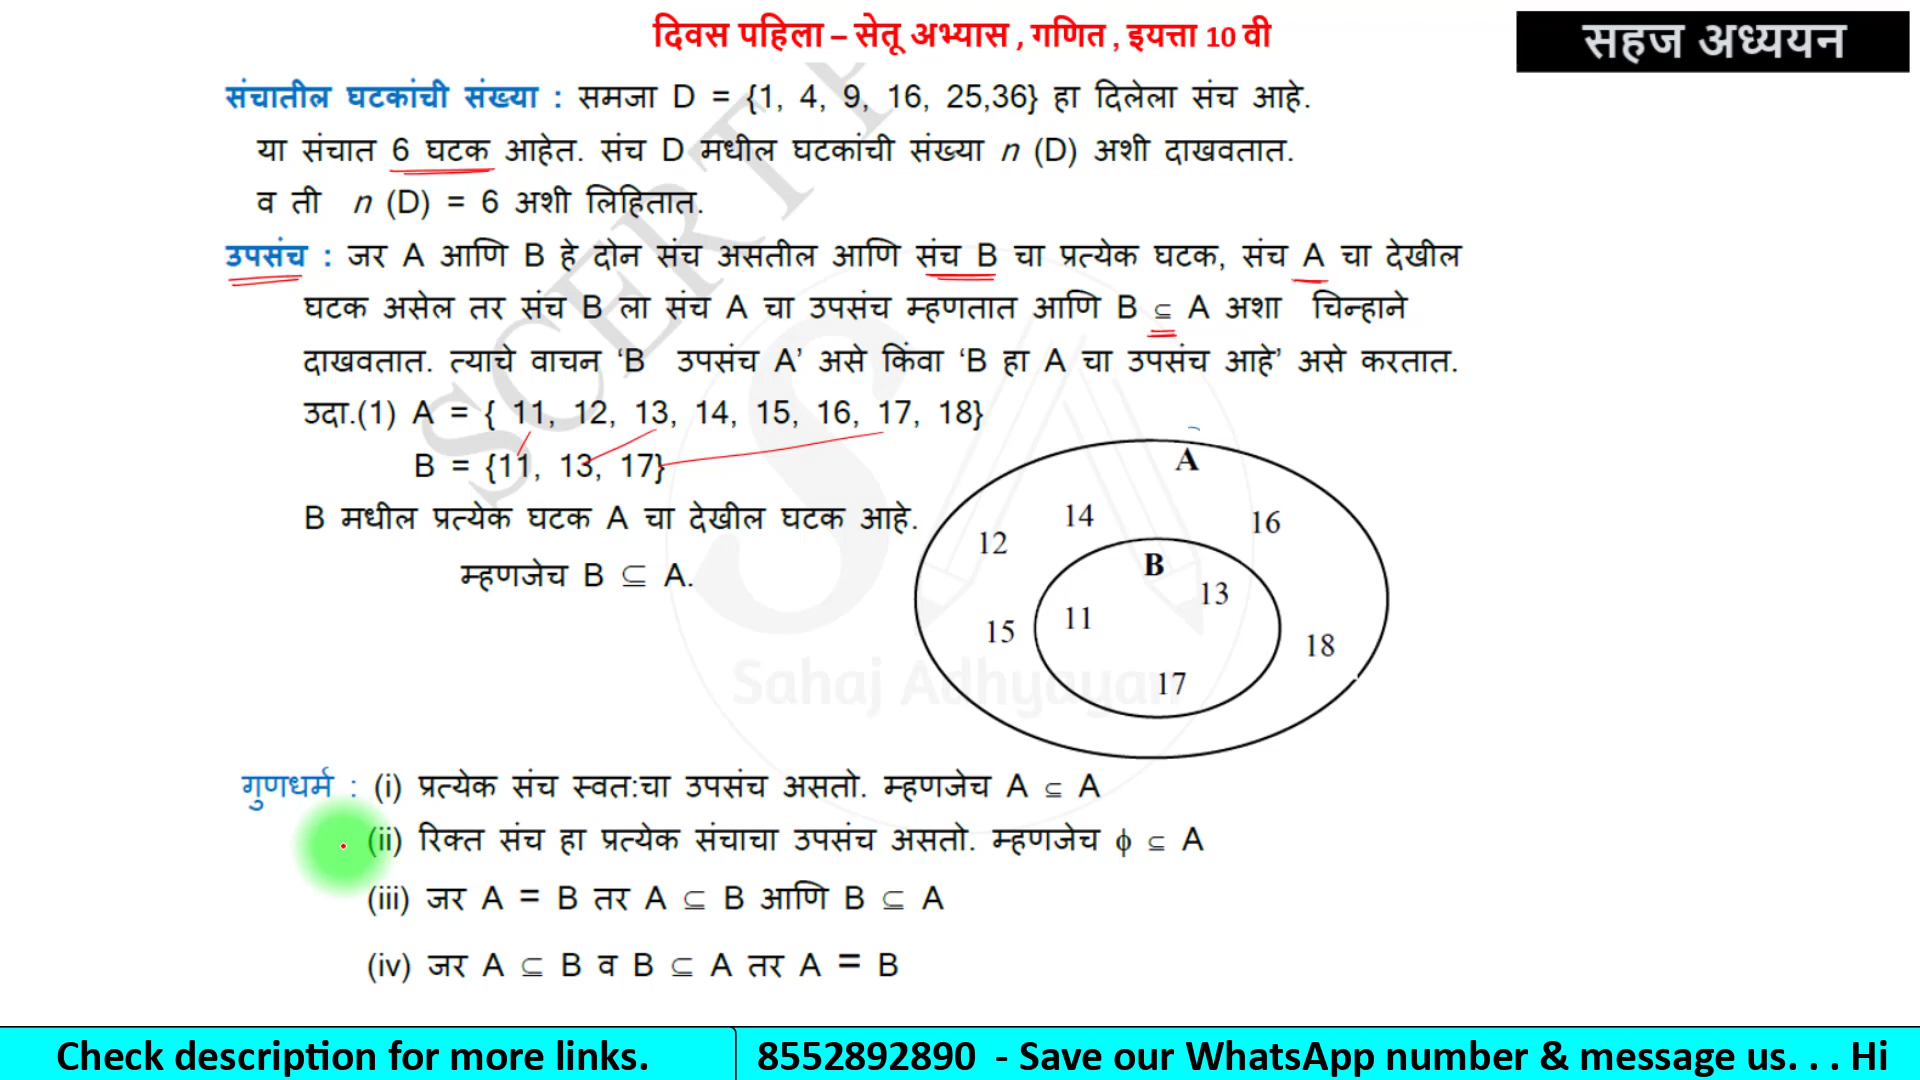 दिवस पहिला – सेतू अभ्यास , गणित , इयत्ता 10 वी
सहज अध्ययन
संचातील घटकांची संख्या : समजा D = {1, 4, 9, 16, 25,36} हा दिलेला संच आहे.
या संचात 6 घटक आहेत. संच D मधील घटकांची संख्या n (D) अशी दाखवतात.
व ती n (D) = 6 अशी लिहितात.
उपसंच : जर A आणि B हे दोन संच असतील आणि संच B चा प्रत्येक घटक, संच A चा देखील
घटक असेल तर संच B ला संच A चा उपसंच म्हणतात आणि B ⊆ A अशा चिन्हाने
दाखवतात. त्याचे वाचन ‘B उपसंच A’ असे किंवा ‘B हा A चा उपसंच आहे’ असे करतात.
उदा.(1) A = { 11, 12, 13, 14, 15, 16, 17, 18}
B = {11, 13, 17}
B मधील प्रत्येक घटक A चा देखील घटक आहे.
म्हणजेच B ⊆ A.
A
14
16
12
B
13
11
15
18
17
SCERT
SA
Sahaj Adhyayan
गुणधर्म : (i) प्रत्येक संच स्वतःचा उपसंच असतो. म्हणजेच A ⊆ A
(ii) रिक्त संच हा प्रत्येक संचाचा उपसंच असतो. म्हणजेच ϕ ⊆ A
(iii) जर A = B तर A ⊆ B आणि B ⊆ A
(iv) जर A ⊆ B व B ⊆ A तर A = B
Check description for more links.
8552892890 - Save our WhatsApp number & message us. . . Hi